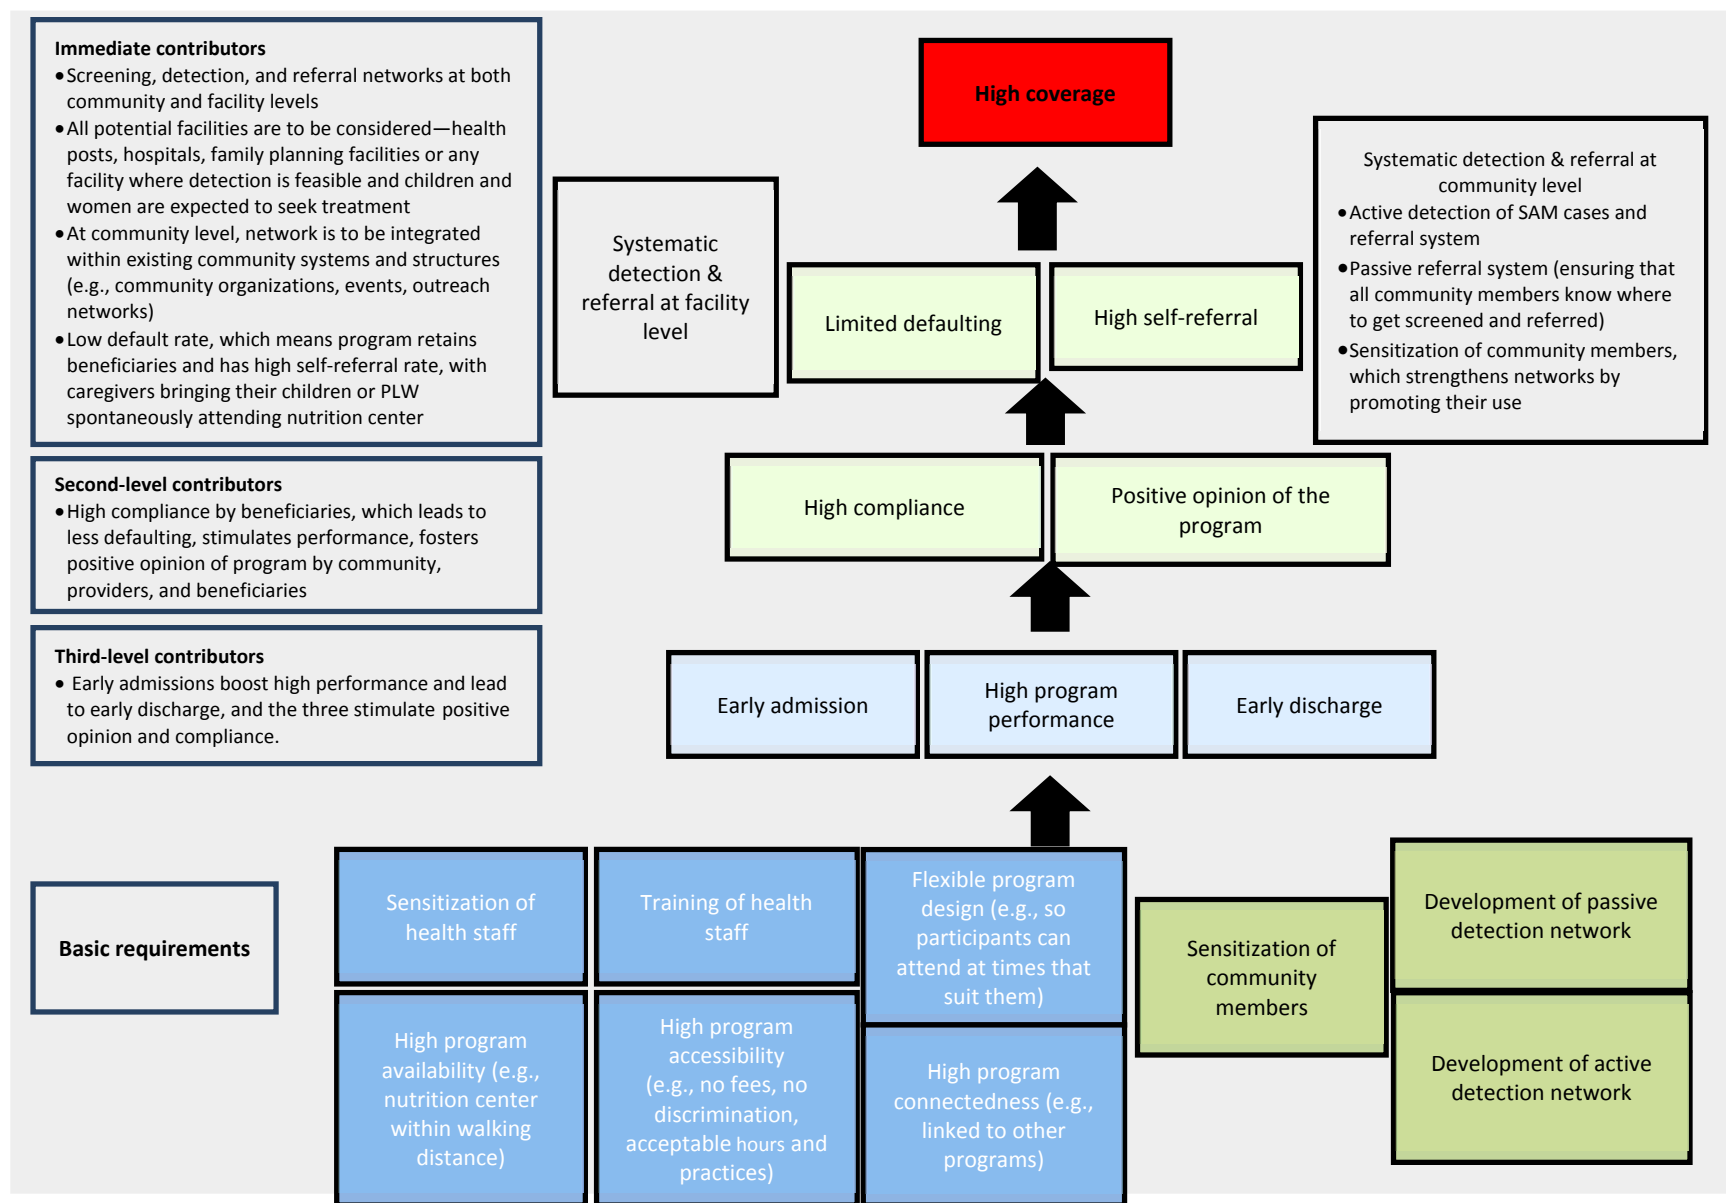 Immediate contributors
•Screening, detection, and referral networks at both
community and facility levels
•All potential facilities are to be considered—health
posts, hospitals, family planning facilities or any
facility where detection is feasible and children and
women are expected to seek treatment
•At community level, network is to be integrated
within existing community systems and structures
(e.g., community organizations, events, outreach
networks)
•Low default rate, which means program retains
beneficiaries and has high self-referral rate, with
caregivers bringing their children or PLW
spontaneously attending nutrition center
High coverage
Systematic
detection &
referral at facility
level
Limited defaulting
High self-referral
Systematic detection & referral at
community level
•Active detection of SAM cases and
referral system
•Passive referral system (ensuring that
all community members know where
to get screened and referred)
•Sensitization of community members,
which strengthens networks by
promoting their use
Second-level contributors
•High compliance by beneficiaries, which leads to
less defaulting, stimulates performance, fosters
positive opinion of program by community,
providers, and beneficiaries
High compliance
Positive opinion of the
program
Third-level contributors
• Early admissions boost high performance and lead
to early discharge, and the three stimulate positive
opinion and compliance.
Early admission
High program
performance
Early discharge
Basic requirements
Sensitization of
health staff
Training of health
staff
Flexible program
design (e.g., so
participants can
attend at times that
suit them)
High program
availability (e.g.,
nutrition center
within walking
distance)
High program
accessibility
(e.g., no fees, no
discrimination,
acceptable hours and
practices)
High program
connectedness (e.g.,
linked to other
programs)
Sensitization of
community
members
Development of passive
detection network
Development of active
detection network